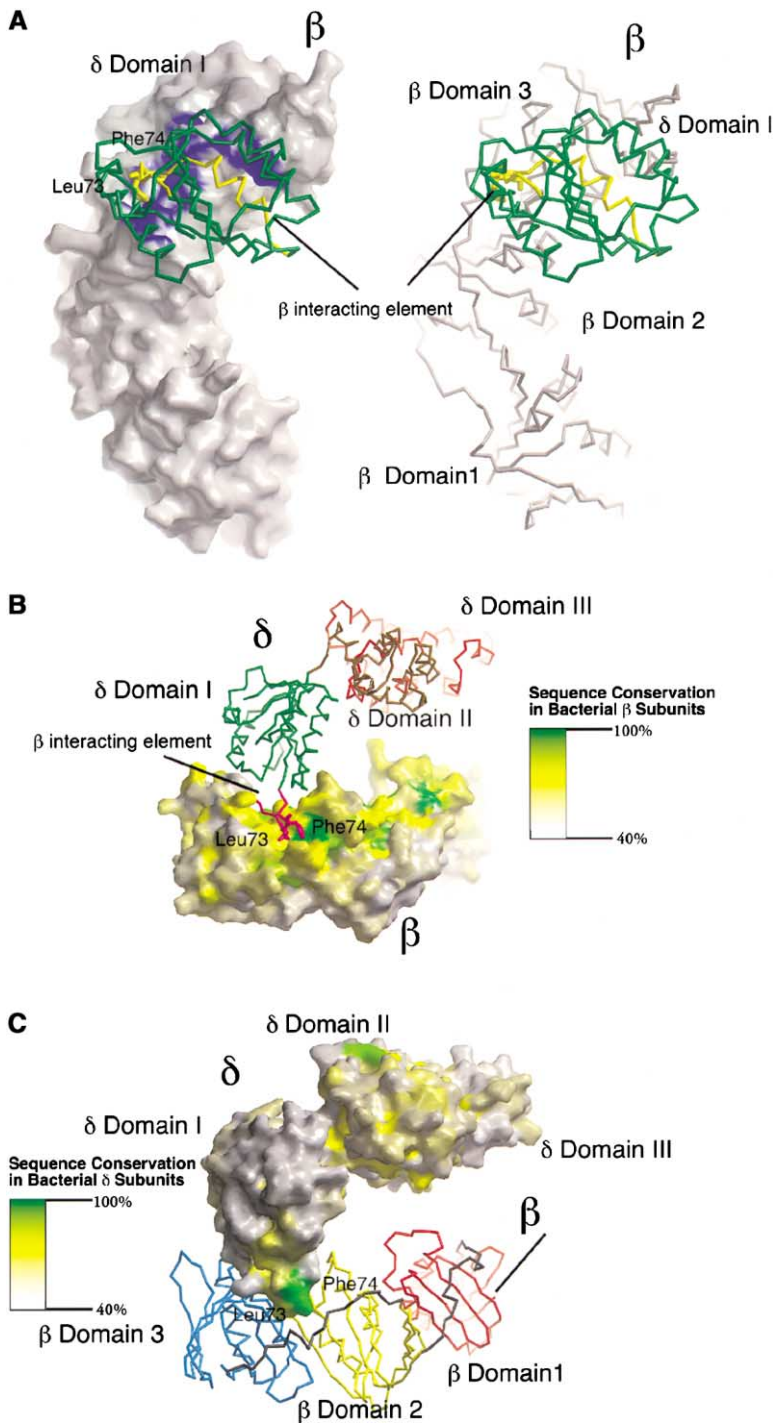 A
β
δ Domain I
Phe74
Leu73
β
β Domain 3
δ Domain I
β interacting element
β Domain 2
β Domain1
B
δ
δ Domain III
δ Domain I
δ Domain II
β interacting element
Leu73
Phe74
β
Sequence Conservation
in Bacterial β Subunits
100%
40%
C
δ Domain II
δ
δ Domain I
δ Domain III
Sequence Conservation
in Bacterial δ Subunits
100%
40%
β
Phe74
Leu73
β Domain 3
β Domain1
β Domain 2